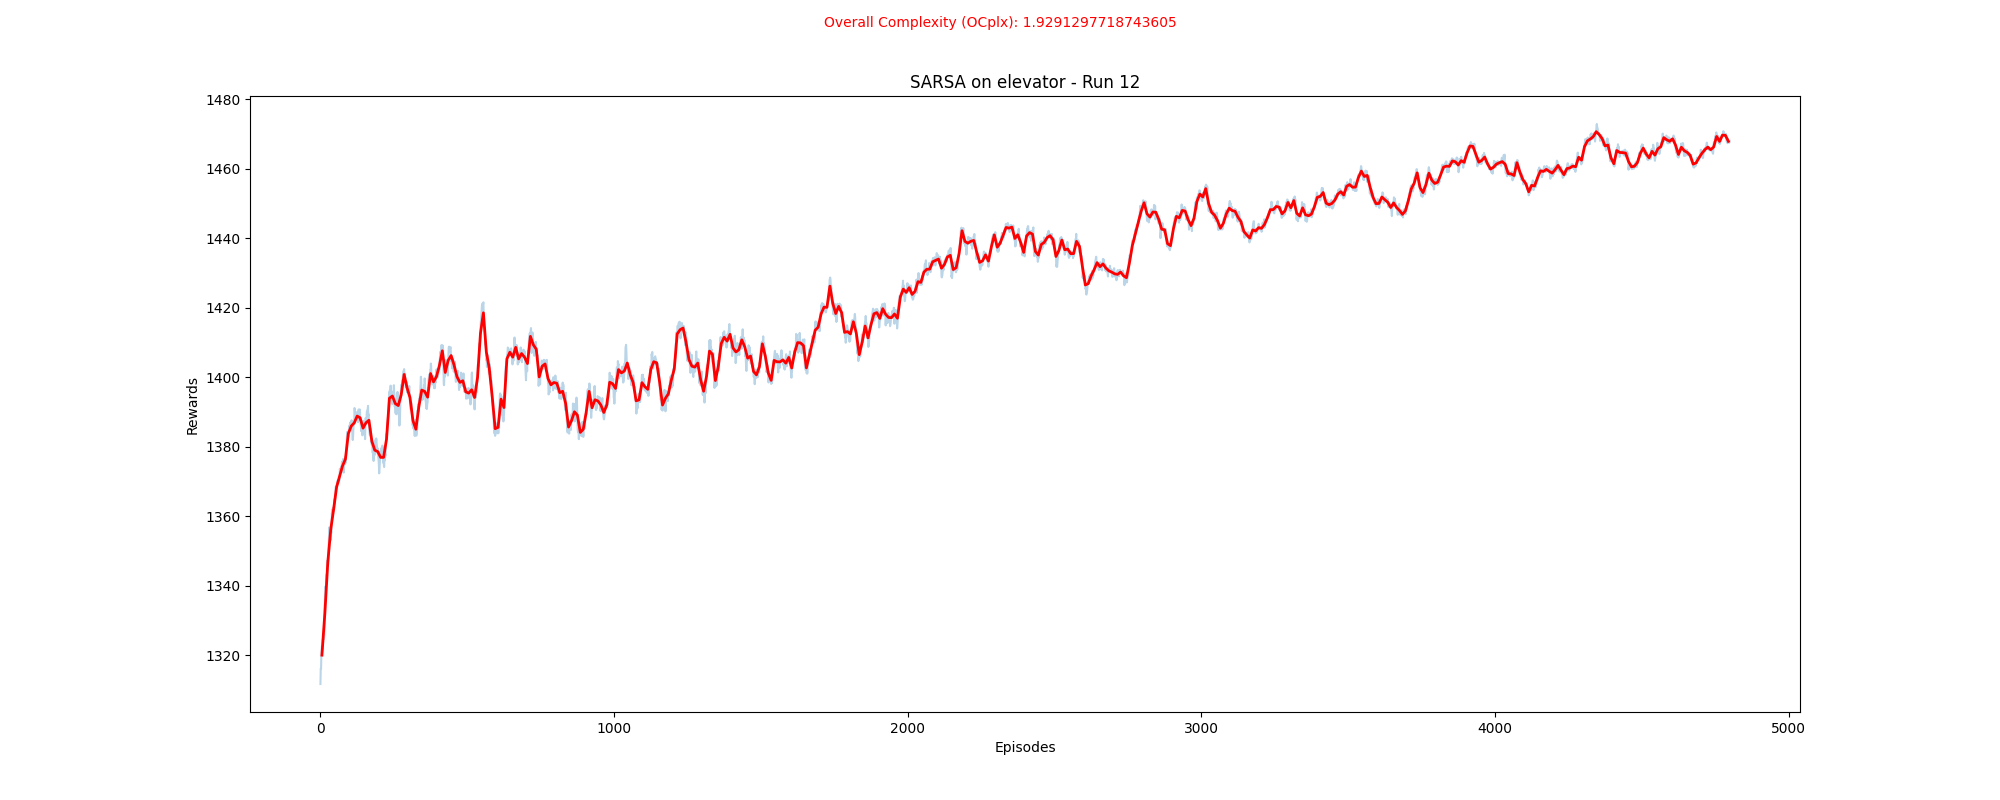 Overall Complexity (OCplx): 1.9291297718743605
SARSA on elevator - Run 12
1480
1460
1440
1420
1400
1380
1360
1340
1320
Rewards
0 1000 2000 3000 4000 5000
Episodes